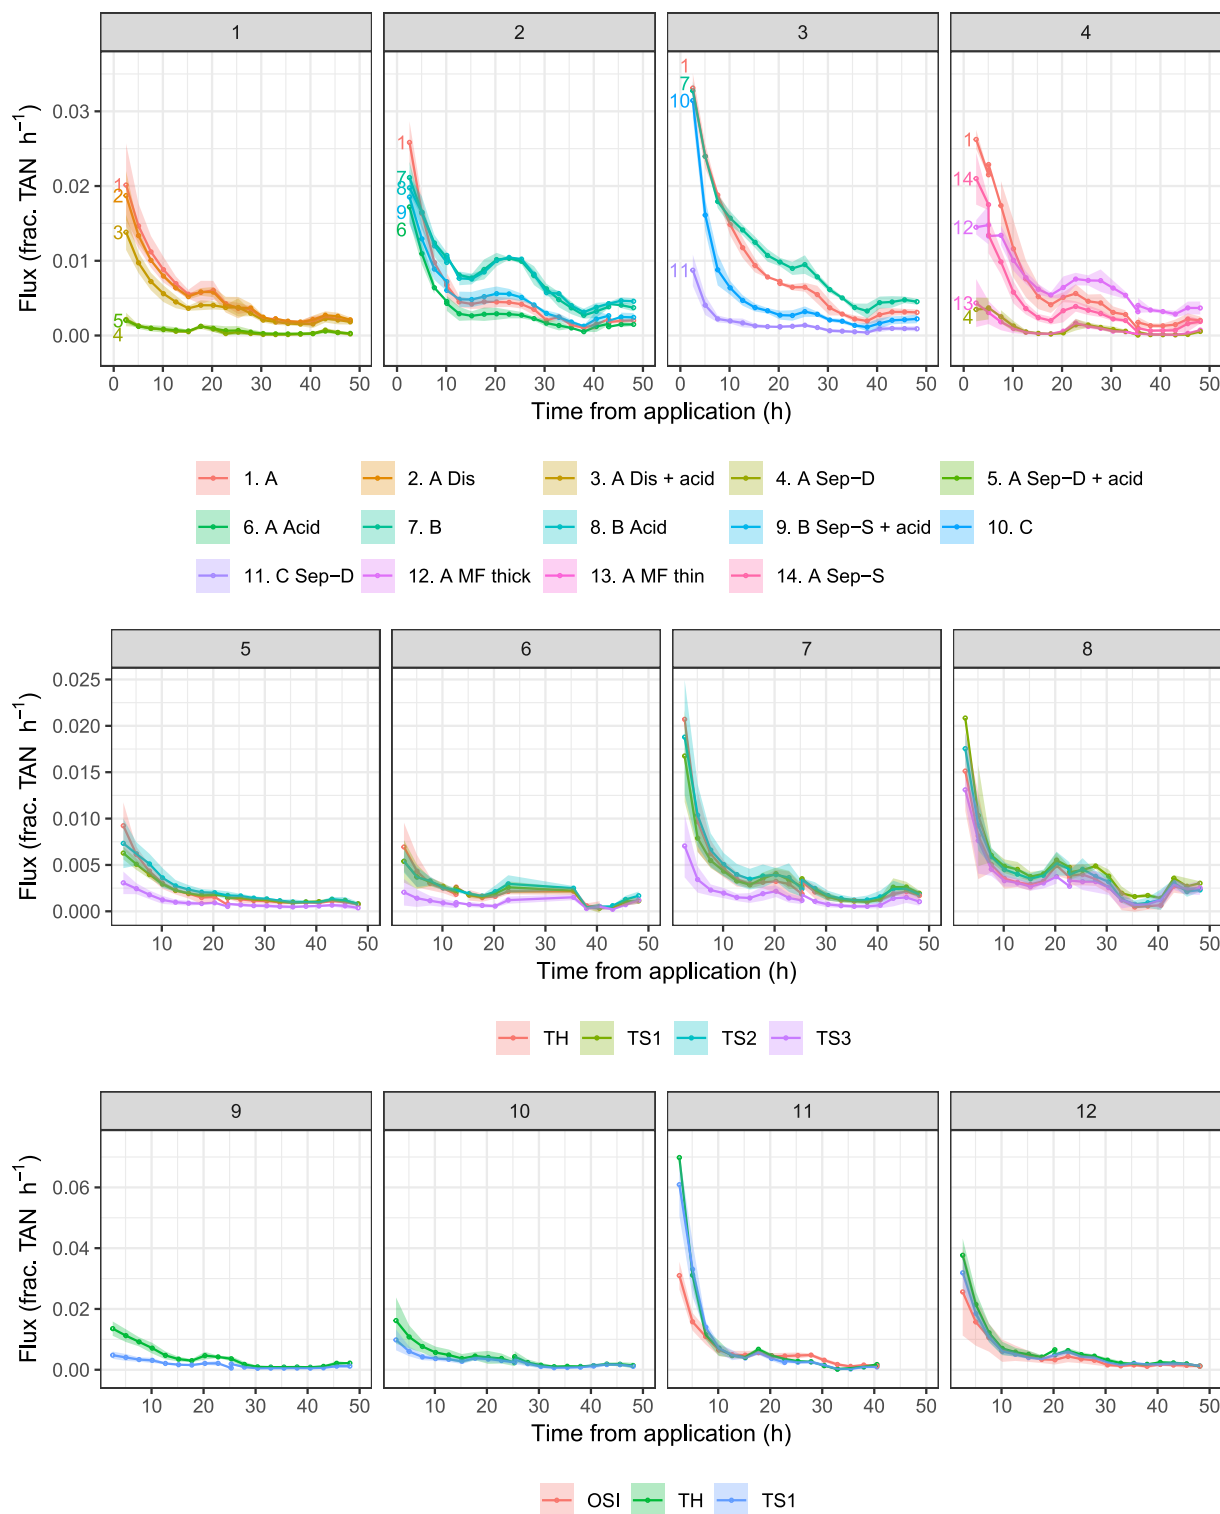 1 2 3 4
Flux (frac. TAN h⁻¹)
0.03
0.02
0.01
0.00
1
2
3
5
4
1
7
8
9
6
1
7
10
11
1
14
12
13
4
0 10 20 30 40 50 0 10 20 30 40 50 0 10 20 30 40 50 0 10 20 30 40 50
Time from application (h)
1. A 2. A Dis 3. A Dis + acid 4. A Sep−D 5. A Sep−D + acid
6. A Acid 7. B 8. B Acid 9. B Sep−S + acid 10. C
11. C Sep−D 12. A MF thick 13. A MF thin 14. A Sep−S
5 6 7 8
Flux (frac. TAN h⁻¹)
0.025
0.020
0.015
0.010
0.005
0.000
0 10 20 30 40 50 0 10 20 30 40 50 0 10 20 30 40 50 0 10 20 30 40 50
Time from application (h)
TH TS1 TS2 TS3
9 10 11 12
Flux (frac. TAN h⁻¹)
0.06
0.04
0.02
0.00
10 20 30 40 50 10 20 30 40 50 10 20 30 40 50 10 20 30 40 50
Time from application (h)
OSI TH TS1